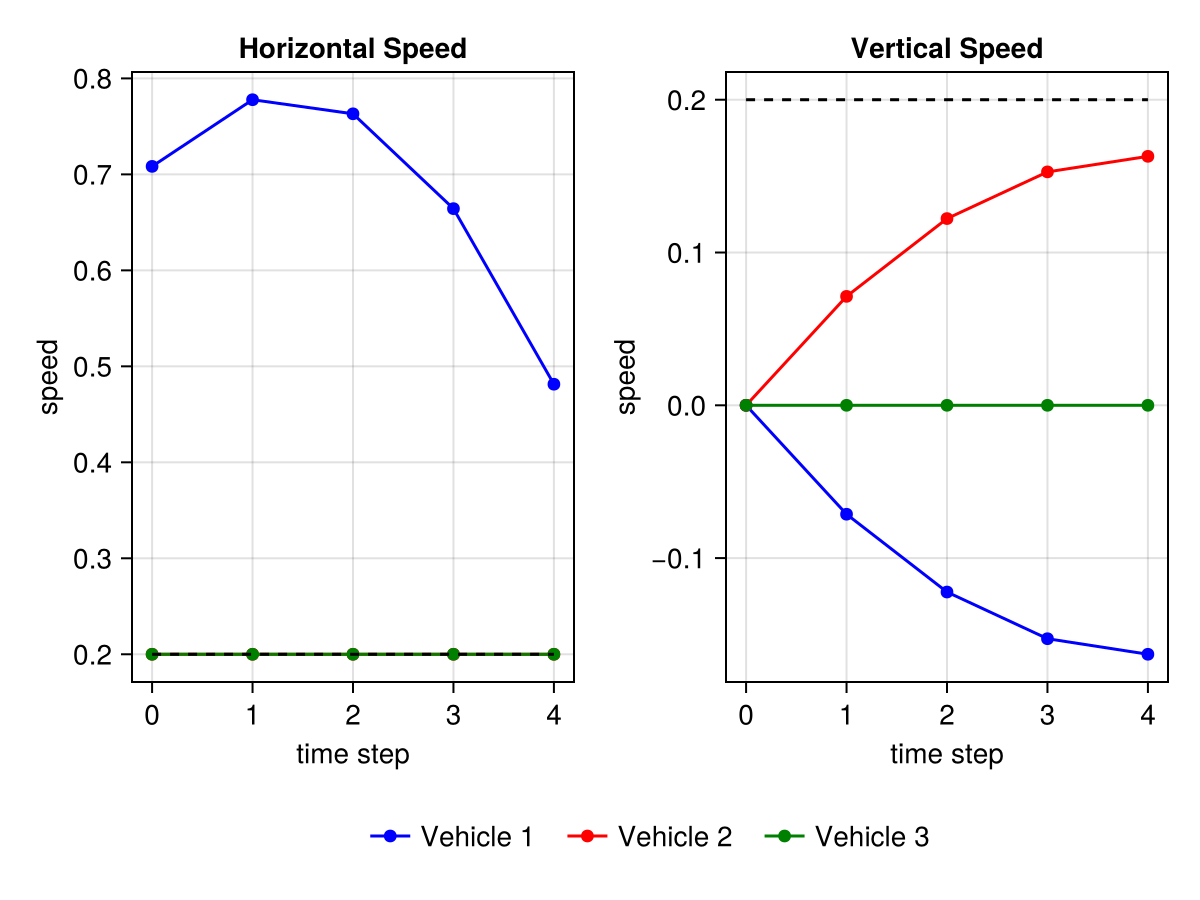 Horizontal Speed
0.8
0.7
0.6
0.5
0.4
0.3
0.2
speed
0 1 2 3 4
time step
Vertical Speed
0.2
0.1
0.0
−0.1
speed
0 1 2 3 4
time step
Vehicle 1 Vehicle 2 Vehicle 3